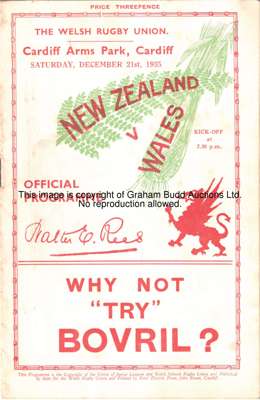 PRICE THREEPENCE
THE WELSH RUGBY UNION.
Cardiff Arms Park, Cardiff
SATURDAY, DECEMBER 21st, 1935
NEW ZEALAND
V
WALES
KICK-OFF
at
2.30 p.m.
OFFICIAL
PROGRAMME
This image is copyright of Graham Budd Auctions Ltd.
No reproduction allowed.
Walter E. Rees
WHY NOT
"TRY"
BOVRIL ?